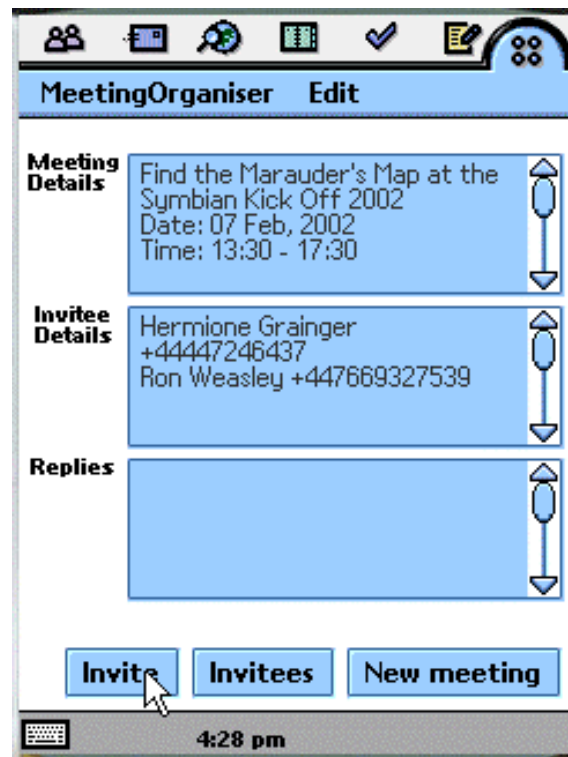 MeetingOrganiser Edit
Meeting
Details
Find the Marauder's Map at the
Symbian Kick Off 2002
Date: 07 Feb, 2002
Time: 13:30 - 17:30
Invitee
Details
Hermione Grainger
+44447246437
Ron Weasley +447669327539
Replies
Invite Invitees New meeting
4:28 pm